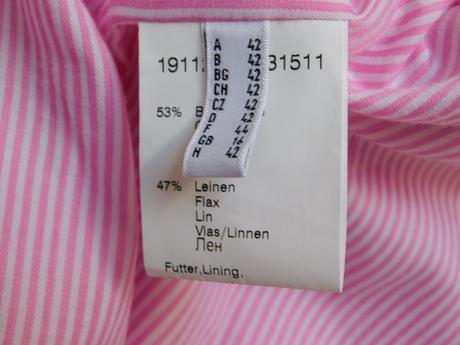 A 42
B 42
BG 42
CH 42
CZ 42
D 42
F 44
GB 16
H 42
1911
31511
53%
47% Leinen
Flax
Lin
Vlas/Linnen
Лен
Futter,Lining,